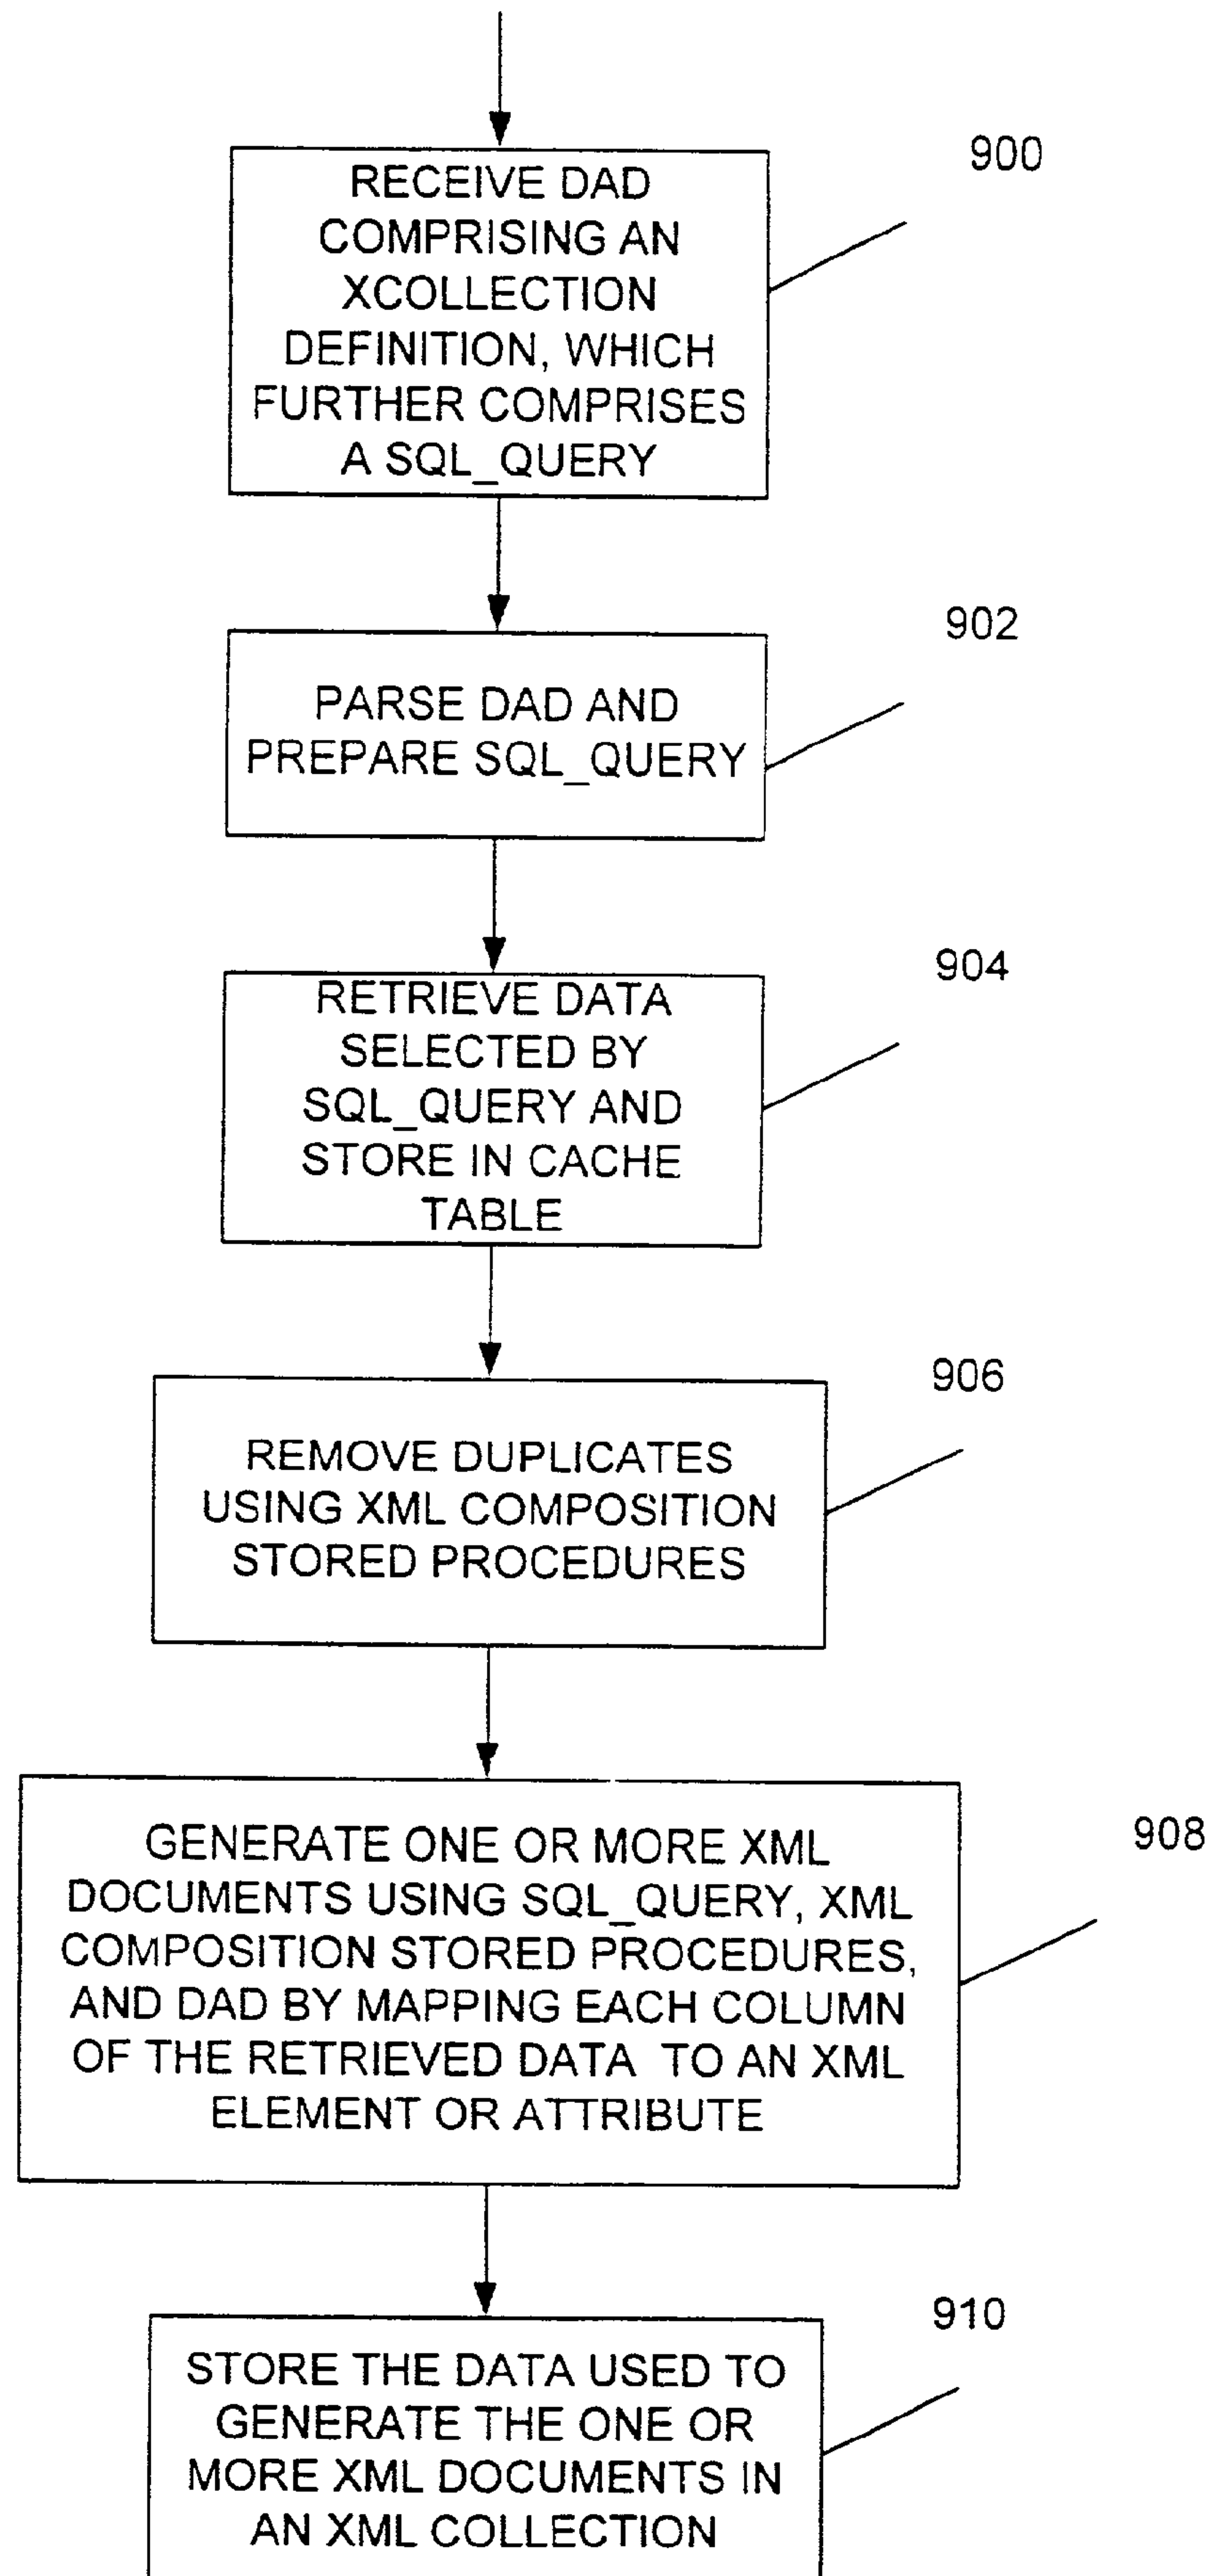 900
RECEIVE DAD
COMPRISING AN
XCOLLECTION
DEFINITION, WHICH
FURTHER COMPRISES
A SQL_QUERY
902
PARSE DAD AND
PREPARE SQL_QUERY
904
RETRIEVE DATA
SELECTED BY
SQL_QUERY AND
STORE IN CACHE
TABLE
906
REMOVE DUPLICATES
USING XML COMPOSITION
STORED PROCEDURES
908
GENERATE ONE OR MORE XML
DOCUMENTS USING SQL_QUERY, XML
COMPOSITION STORED PROCEDURES,
AND DAD BY MAPPING EACH COLUMN
OF THE RETRIEVED DATA TO AN XML
ELEMENT OR ATTRIBUTE
910
STORE THE DATA USED TO
GENERATE THE ONE OR
MORE XML DOCUMENTS IN
AN XML COLLECTION